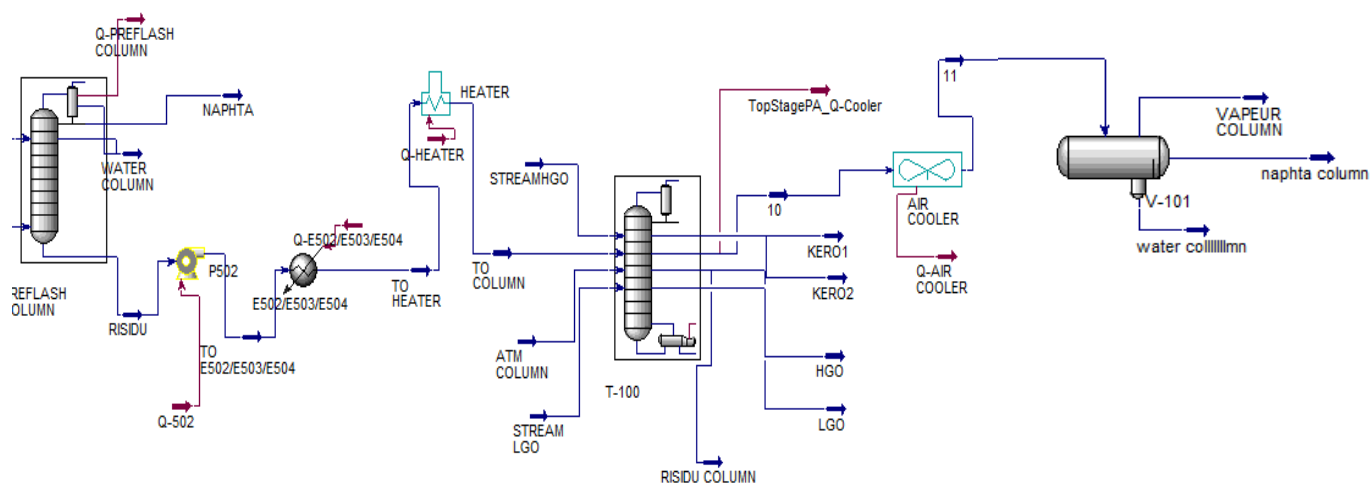 Q-PREFLASH
COLUMN
NAPHTA
WATER
COLUMN
REFLASH
COLUMN
RISIDU
P502
TO
E502/E503/E504
Q-502
Q-E502/E503/E504
E502/E503/E504
TO
HEATER
HEATER
Q-HEATER
STREAMHGO
TO
COLUMN
ATM
COLUMN
STREAM
LGO
T-100
TopStagePA_Q-Cooler
10
KERO1
KERO2
HGO
LGO
RISIDU COLUMN
AIR
COOLER
Q-AIR
COOLER
11
VAPEUR
COLUMN
naphta column
V-101